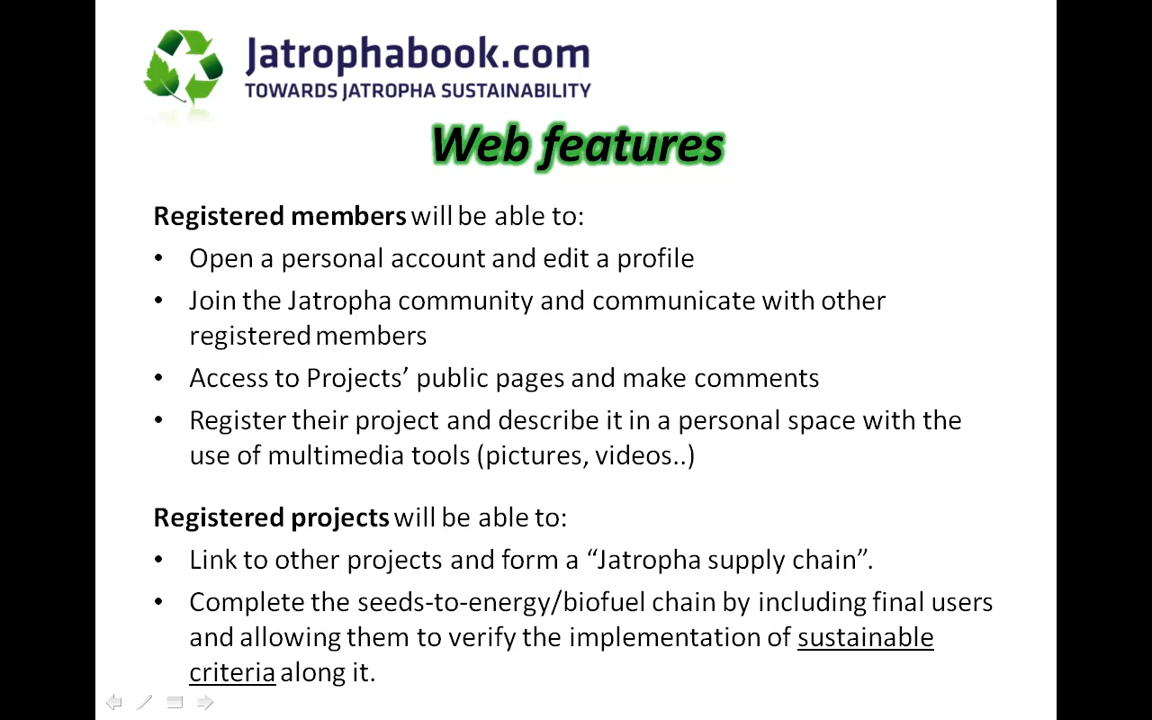 Jatrophabook.com
TOWARDS JATROPHA SUSTAINABILITY
Web features
Registered members will be able to:
• Open a personal account and edit a profile
• Join the Jatropha community and communicate with other
registered members
• Access to Projects’ public pages and make comments
• Register their project and describe it in a personal space with the
use of multimedia tools (pictures, videos..)
Registered projects will be able to:
• Link to other projects and form a “Jatropha supply chain”.
• Complete the seeds-to-energy/biofuel chain by including final users
and allowing them to verify the implementation of sustainable
criteria along it.